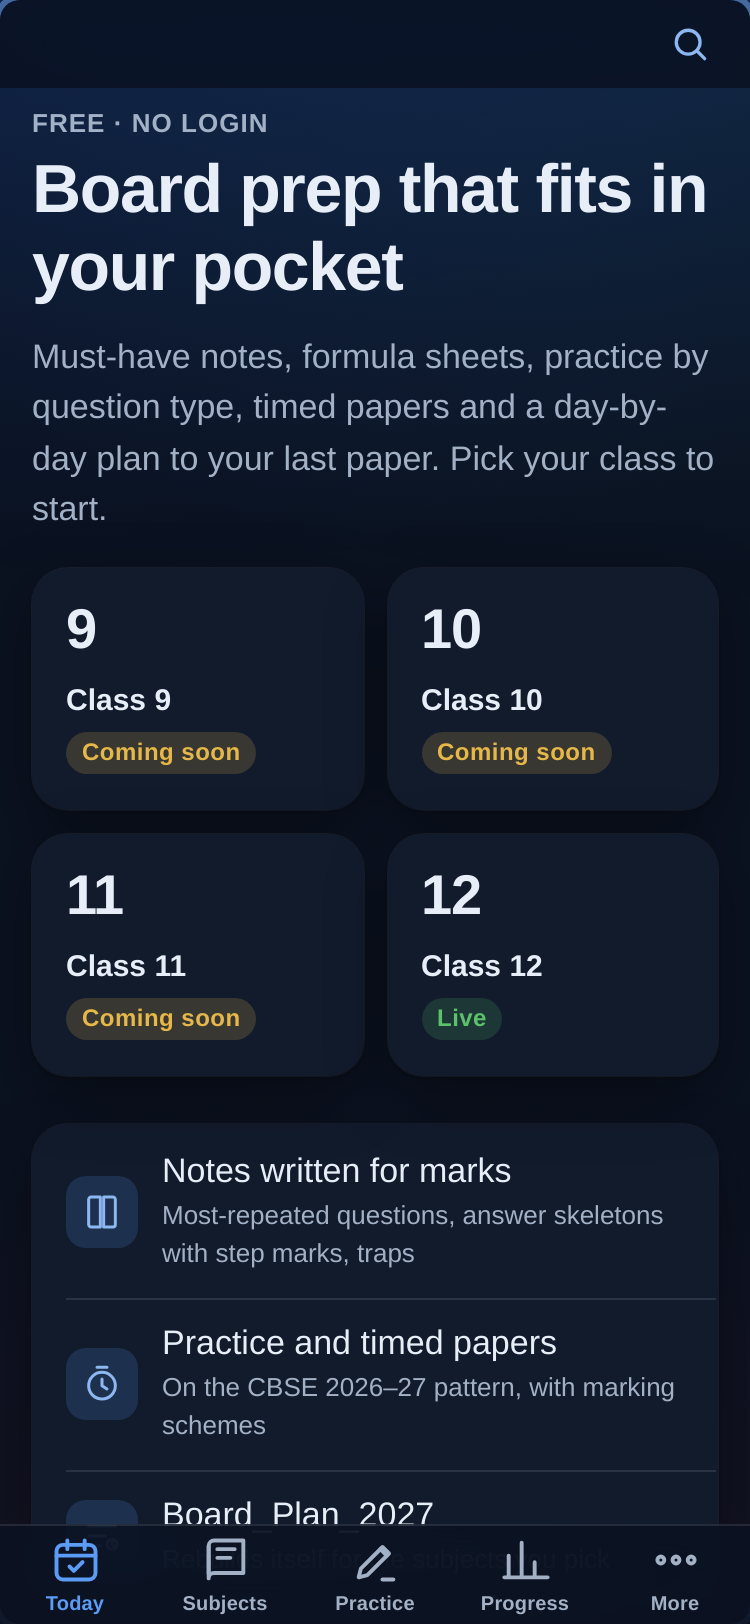 FREE · NO LOGIN
Board prep that fits in
your pocket
Must-have notes, formula sheets, practice by
question type, timed papers and a day-by-
day plan to your last paper. Pick your class to
start.
9
Class 9
Coming soon
10
Class 10
Coming soon
11
Class 11
Coming soon
12
Class 12
Live
Notes written for marks
Most-repeated questions, answer skeletons
with step marks, traps
Practice and timed papers
On the CBSE 2026–27 pattern, with marking
schemes
Board_Plan_2027
itself subjects you pick
Today
Subjects
Practice
Progress
More